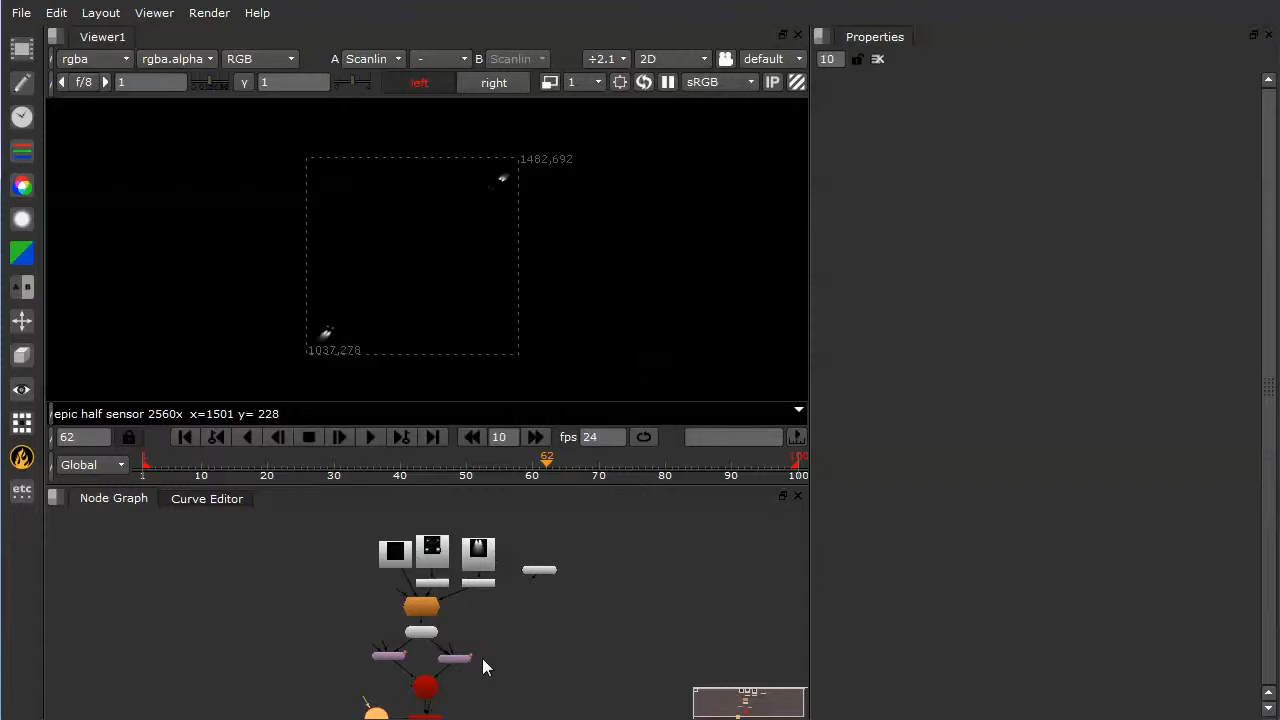 File Edit Layout Viewer Render Help
Viewer1
Properties
rgba rgba.alpha RGB A Scanlin - B Scanlin ÷2.1 2D default
10
f/8 1 γ 1 left right 1 sRGB IP
1482,692
1037,278
epic half sensor 2560x x=1501 y= 228
62 10 fps 24
Global 62 100
1 10 20 30 40 50 60 70 80 90 100
Node Graph Curve Editor
etc